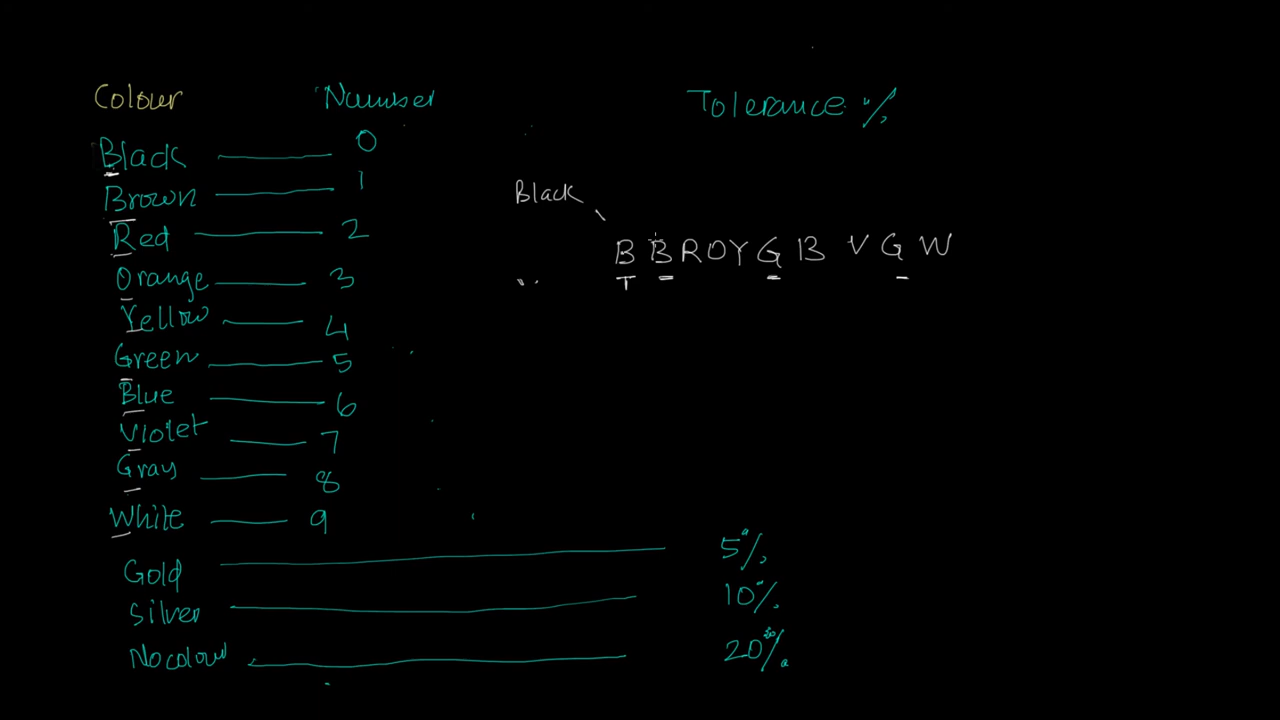 Colour Number Tolerance %
Black 0
Brown 1
Red 2
Orange 3
Yellow 4
Green 5
Blue 6
Violet 7
Gray 8
White 9
Gold 5%
Silver 10%
No colour 20%
Black
B B R O Y G B V G W